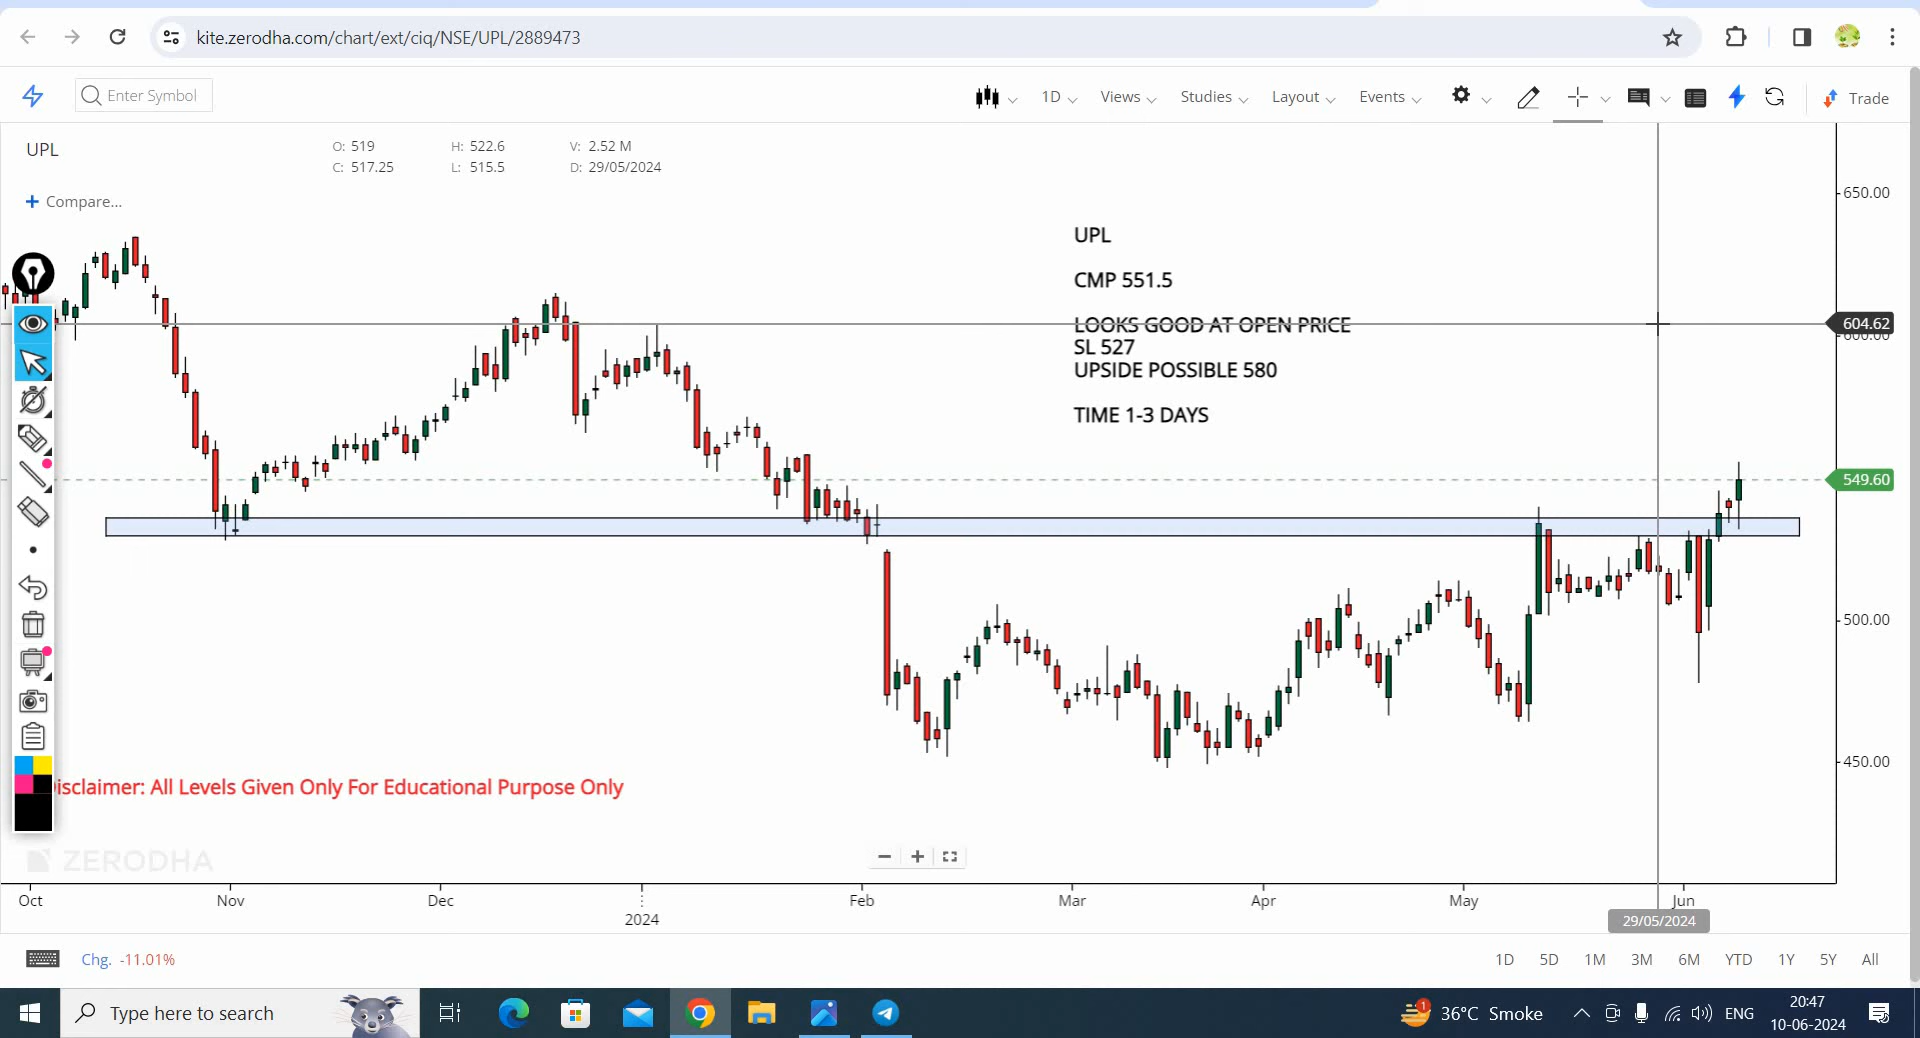 kite.zerodha.com/chart/ext/ciq/NSE/UPL/2889473
Enter Symbol
1D
Views
Studies
Layout
Events
Trade
UPL
O: 519
H: 522.6
V: 2.52 M
C: 517.25
L: 515.5
D: 29/05/2024
+ Compare...
650.00
UPL
CMP 551.5
LOOKS GOOD AT OPEN PRICE
604.62
600.00
SL 527
UPSIDE POSSIBLE 580
TIME 1-3 DAYS
549.60
500.00
450.00
isclaimer: All Levels Given Only For Educational Purpose Only
ZERODHA
Oct
Nov
Dec
2024
Feb
Mar
Apr
May
Jun
29/05/2024
Chg. -11.01%
1D
5D
1M
3M
6M
YTD
1Y
5Y
All
Type here to search
1
36°C Smoke
ENG
20:47
10-06-2024